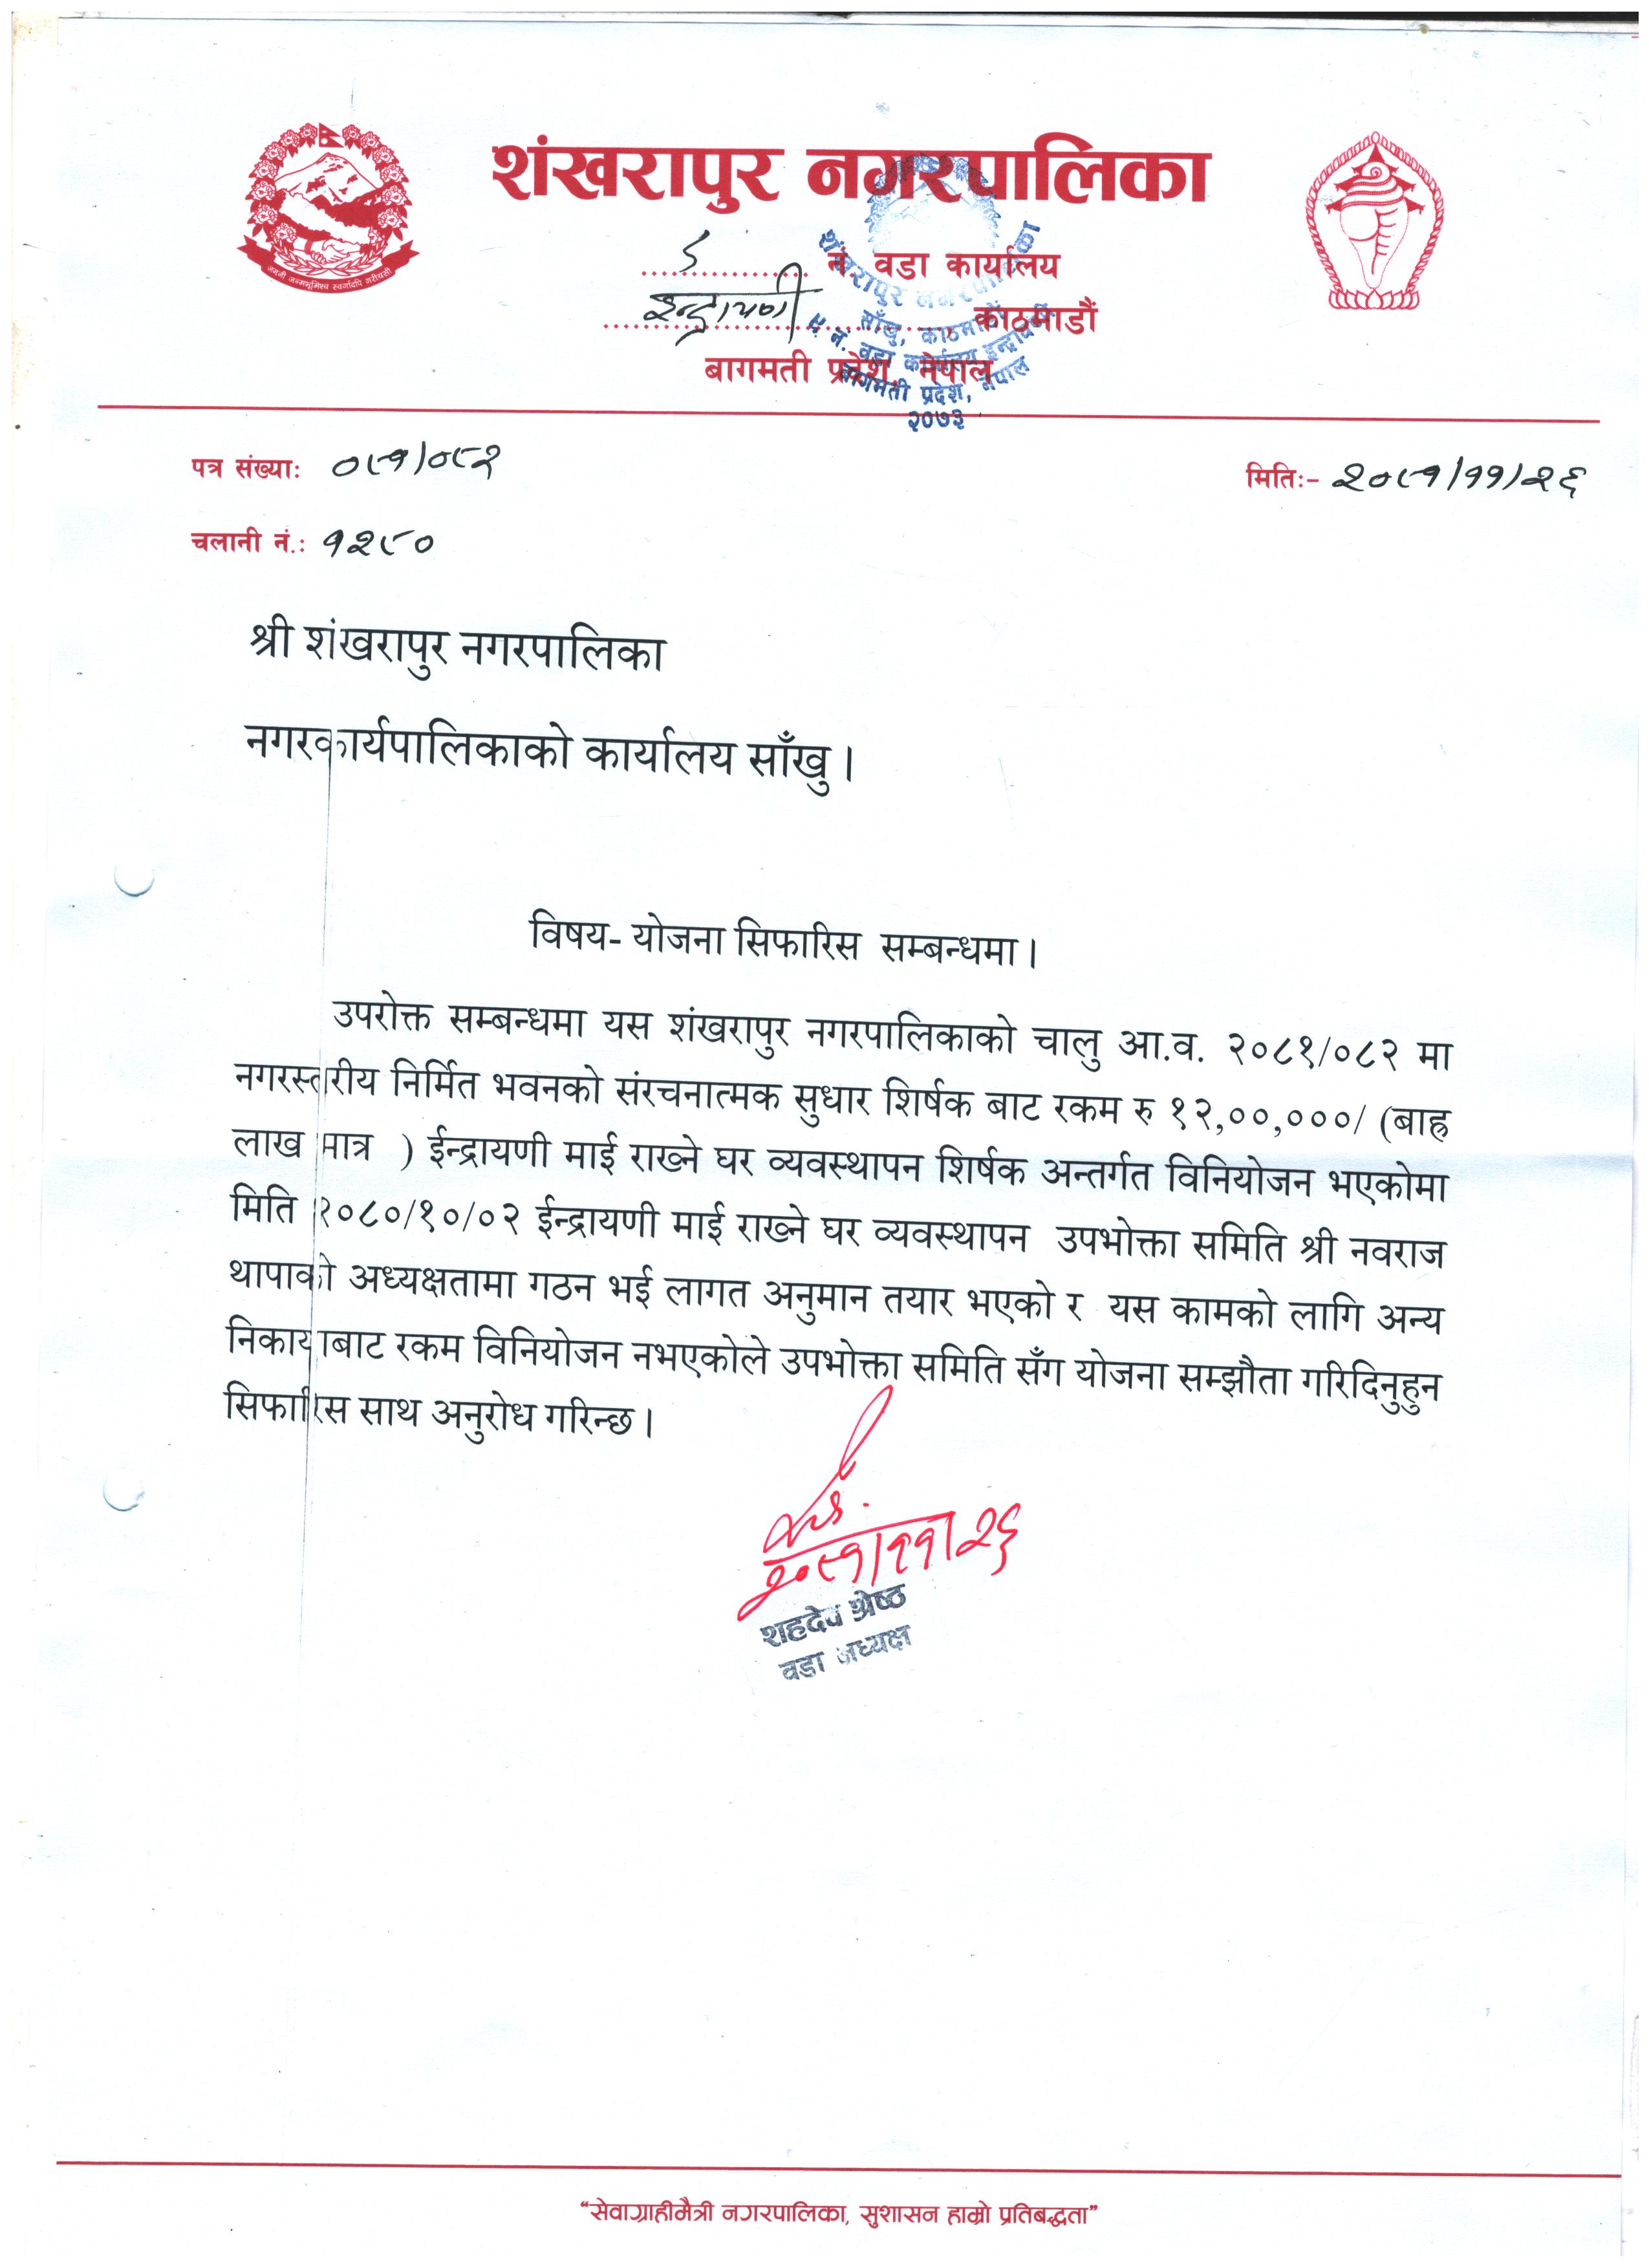 शंखरापुर नगरपालिका
५ नं वडा कार्यालय
इन्द्रायणी, काठमाडौं
बागमती प्रदेश, नेपाल
जननी जन्मभूमिश्च स्वर्गादपि गरीयसी
शंखरापुर नगरपालिका
साँखु, काठमाडौं
५ नं. वडा कार्यालय इन्द्रायणी
बागमती प्रदेश, नेपाल
२०७३
पत्र संख्याः ०८१/०८२
मितिः- २०८१/११/२६
चलानी नं.: १२८०
श्री शंखरापुर नगरपालिका
नगरकार्यपालिकाको कार्यालय साँखु ।
विषय- योजना सिफारिस सम्बन्धमा ।
उपरोक्त सम्बन्धमा यस शंखरापुर नगरपालिकाको चालु आ.व. २०८१/०८२ मा
नगरस्तरीय निर्मित भवनको संरचनात्मक सुधार शिर्षक बाट रकम रु १२,००,०००/ (बाह्र
लाख मात्र ) ईन्द्रायणी माई राख्ने घर व्यवस्थापन शिर्षक अन्तर्गत विनियोजन भएकोमा
मिति २०८०/१०/०२ ईन्द्रायणी माई राख्ने घर व्यवस्थापन उपभोक्ता समिति श्री नवराज
थापाको अध्यक्षतामा गठन भई लागत अनुमान तयार भएको र यस कामको लागि अन्य
निकायाबाट रकम विनियोजन नभएकोले उपभोक्ता समिति सँग योजना सम्झौता गरिदिनुहुन
सिफारिस साथ अनुरोध गरिन्छ ।
२०८१/११/२६
शहदेव श्रेष्ठ
वडा अध्यक्ष
“सेवाग्राहीमैत्री नगरपालिका, सुशासन हाम्रो प्रतिबद्धता”